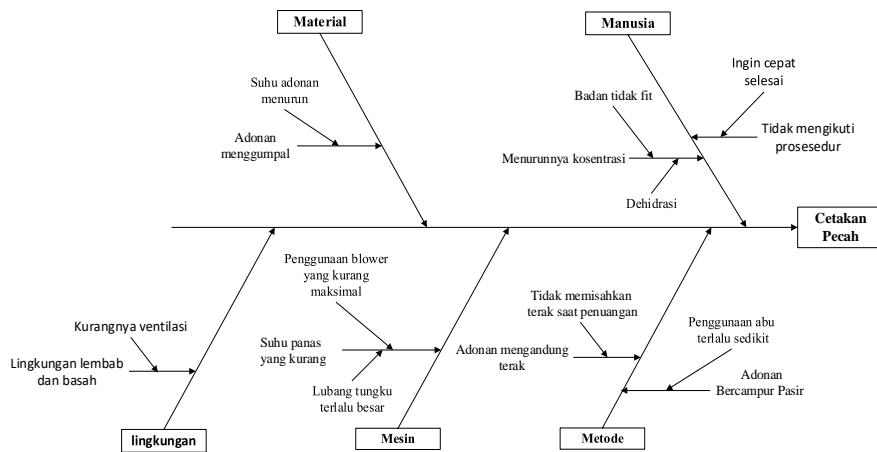 Material
Manusia
Suhu adonan
menurun
Adonan
menggumpal
Ingin cepat
selesai
Badan tidak fit
Tidak mengikuti
prosesedur
Menurunnya kosentrasi
Dehidrasi
Cetakan
Pecah
Kurangnya ventilasi
Lingkungan lembab
dan basah
Penggunaan blower
yang kurang
maksimal
Suhu panas
yang kurang
Lubang tungku
terlalu besar
Tidak memisahkan
terak saat penuangan
Adonan mengandung
terak
Penggunaan abu
terlalu sedikit
Adonan
Bercampur Pasir
lingkungan
Mesin
Metode